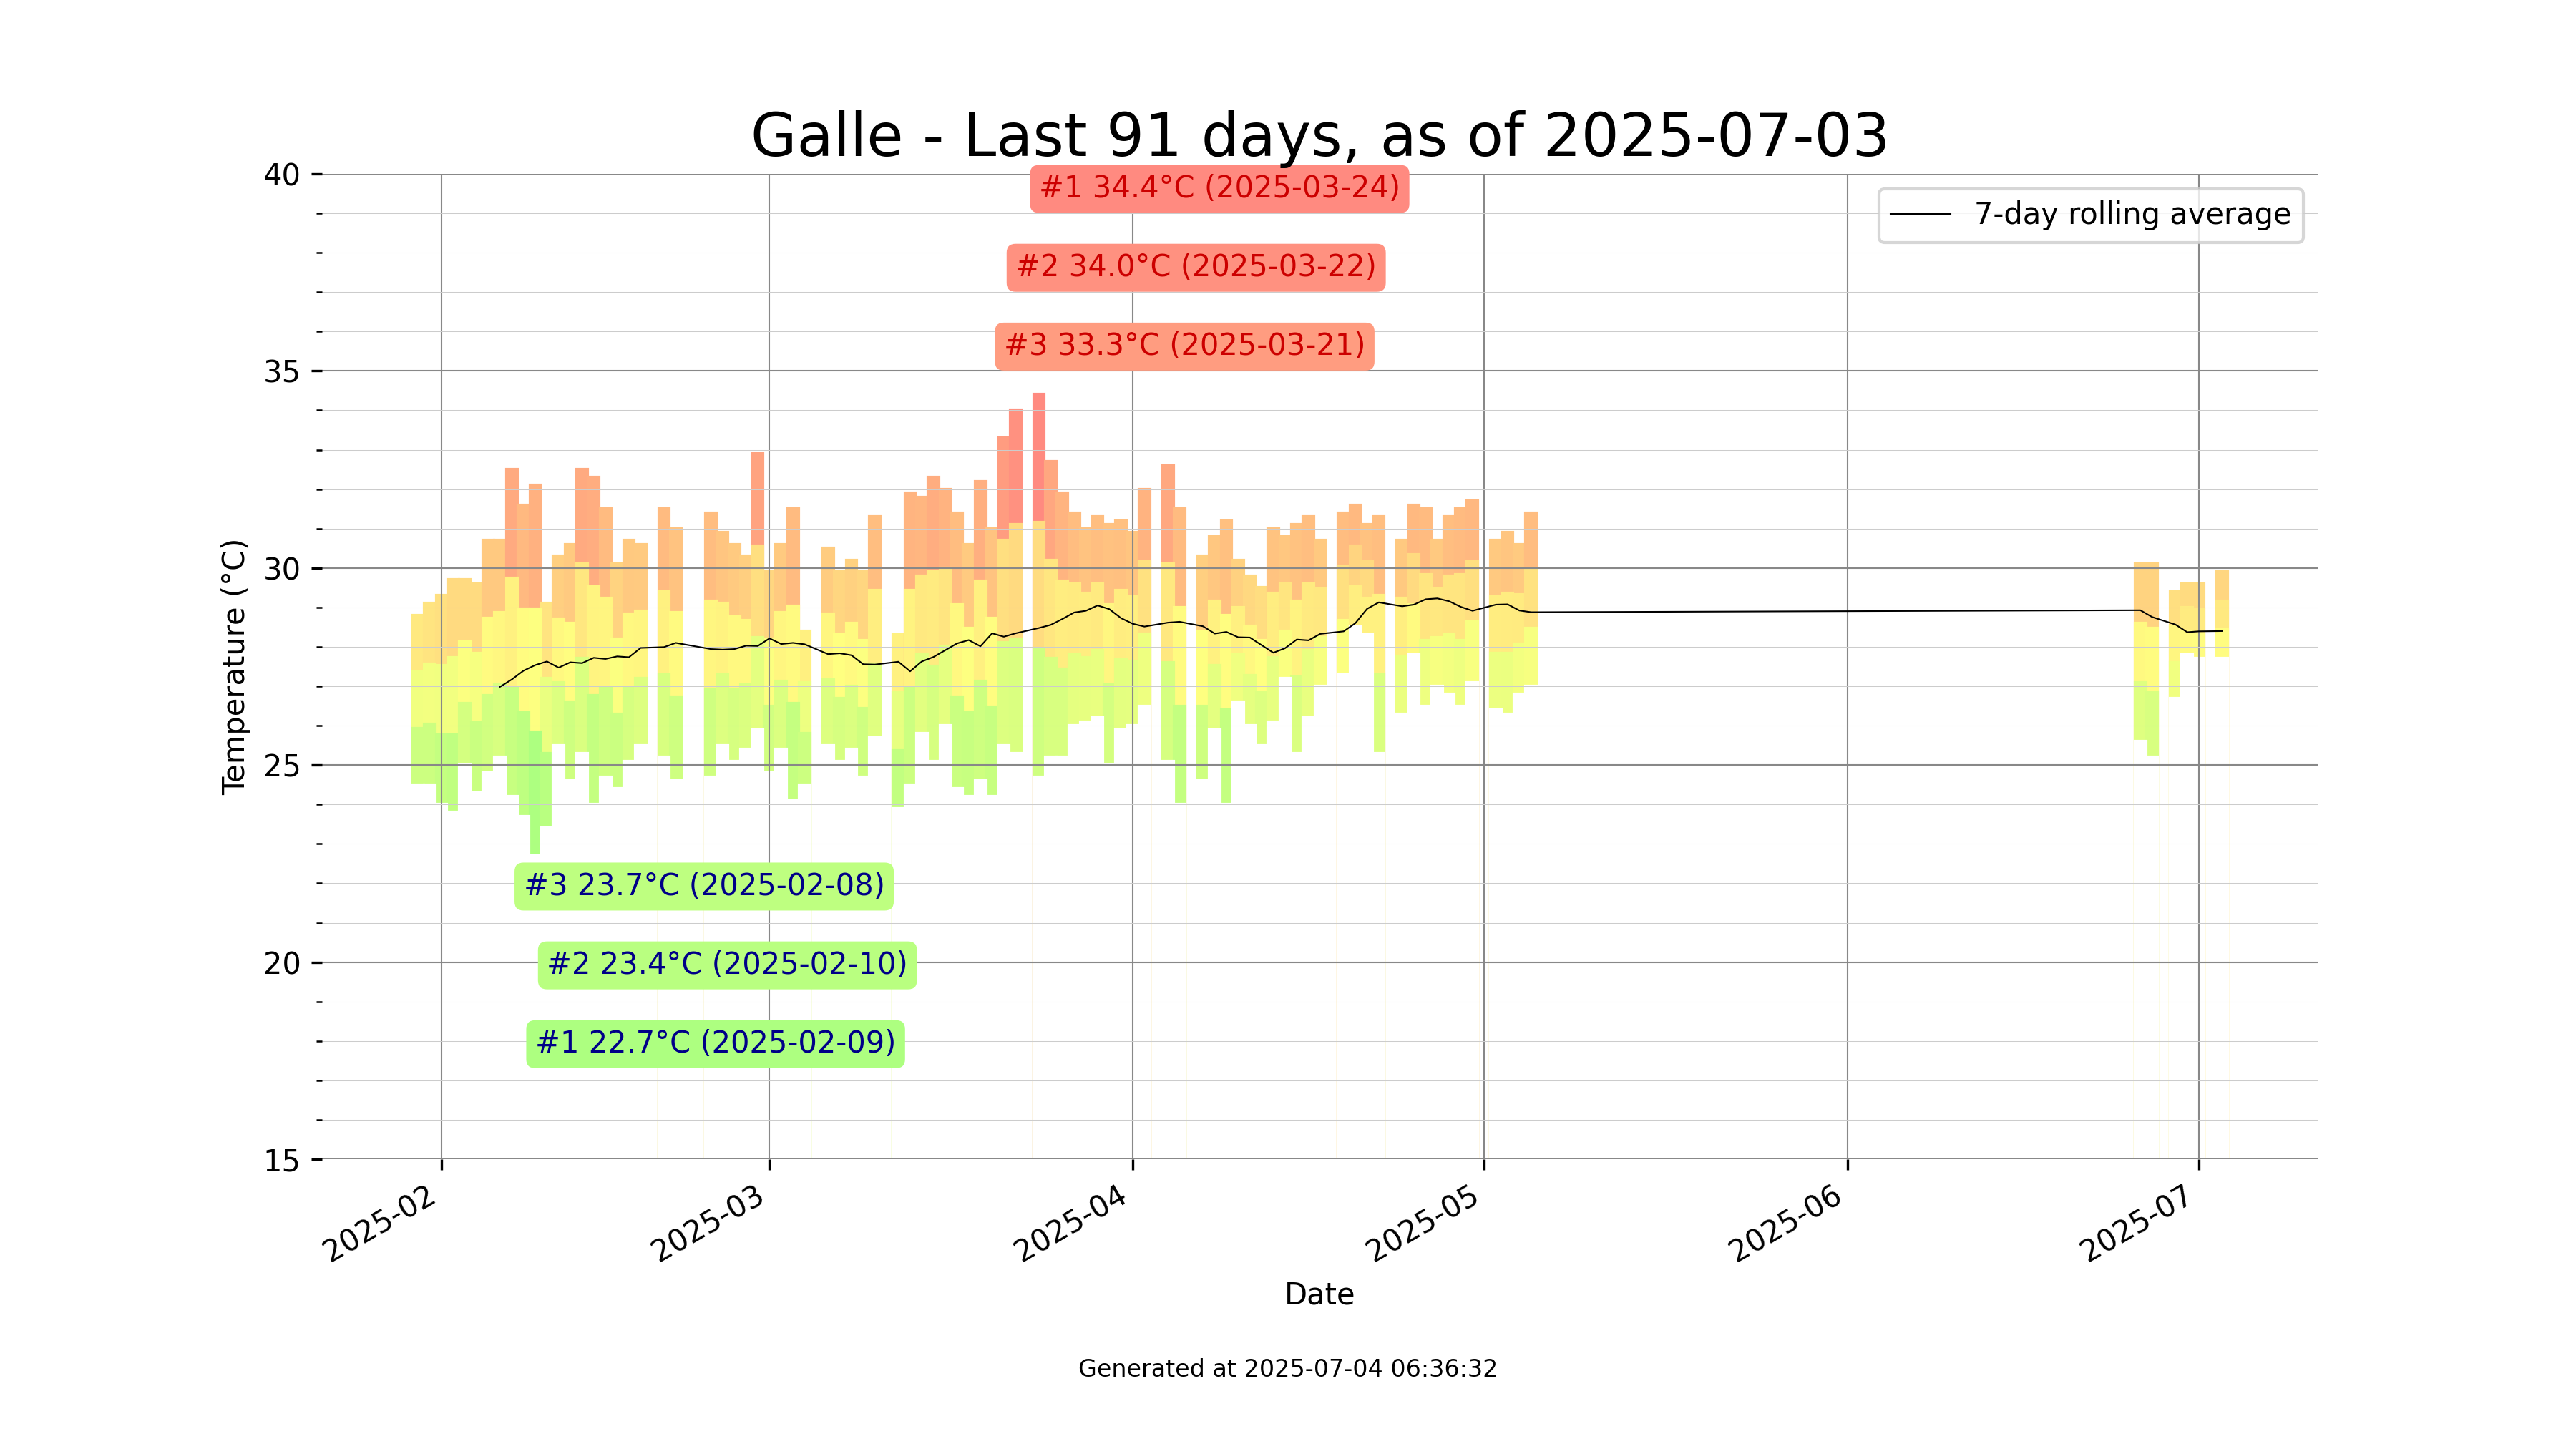 Galle - Last 91 days, as of 2025-07-03
40
#1 34.4°C (2025-03-24)
7-day rolling average
#2 34.0°C (2025-03-22)
#3 33.3°C (2025-03-21)
35
30
Temperature (°C)
25
#3 23.7°C (2025-02-08)
20
#2 23.4°C (2025-02-10)
#1 22.7°C (2025-02-09)
15
2025-02
2025-03
2025-04
2025-05
2025-06
2025-07
Date
Generated at 2025-07-04 06:36:32